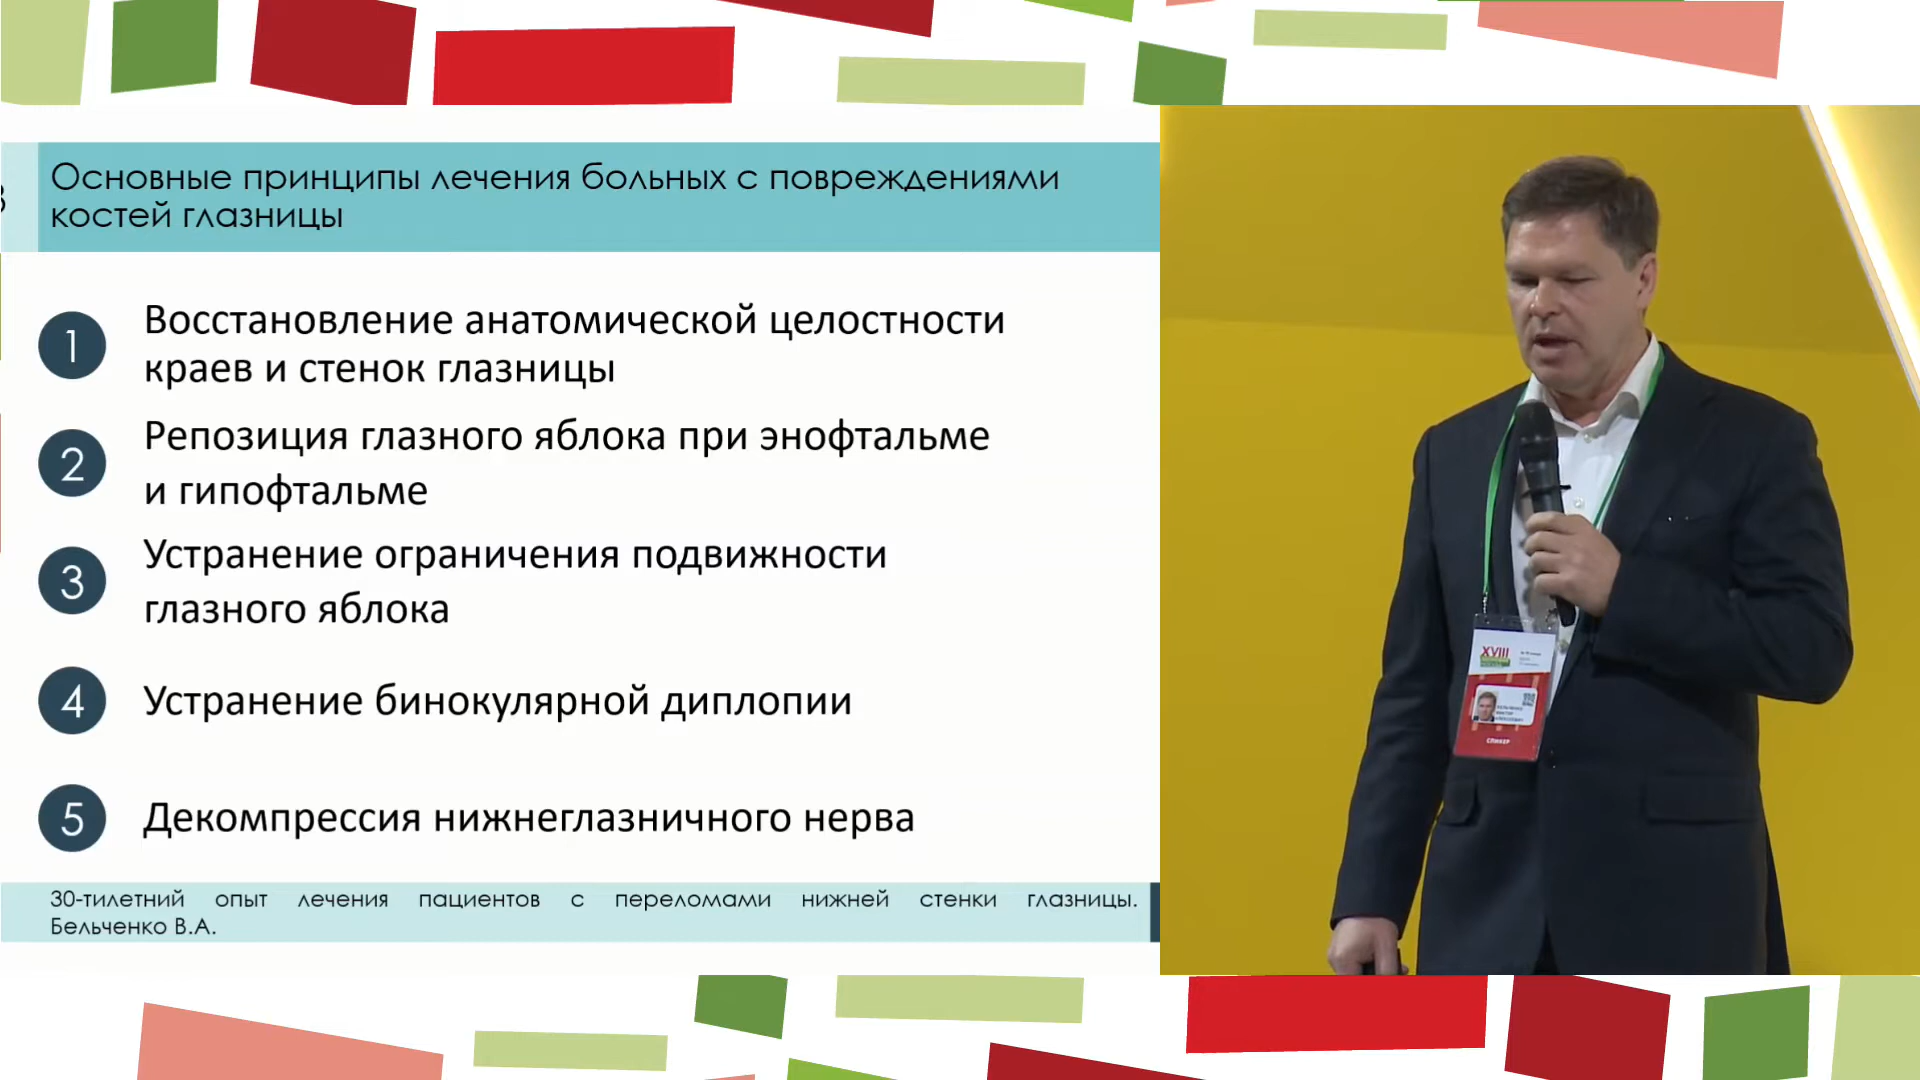 Основные принципы лечения больных с повреждениями
костей глазницы
1
Восстановление анатомической целостности
краев и стенок глазницы
2
Репозиция глазного яблока при энофтальме
и гипофтальме
3
Устранение ограничения подвижности
глазного яблока
4
Устранение бинокулярной диплопии
5
Декомпрессия нижнеглазничного нерва
30-тилетний опыт лечения пациентов с переломами нижней стенки глазницы.
Бельченко В.А.
XVIII
СПИКЕР